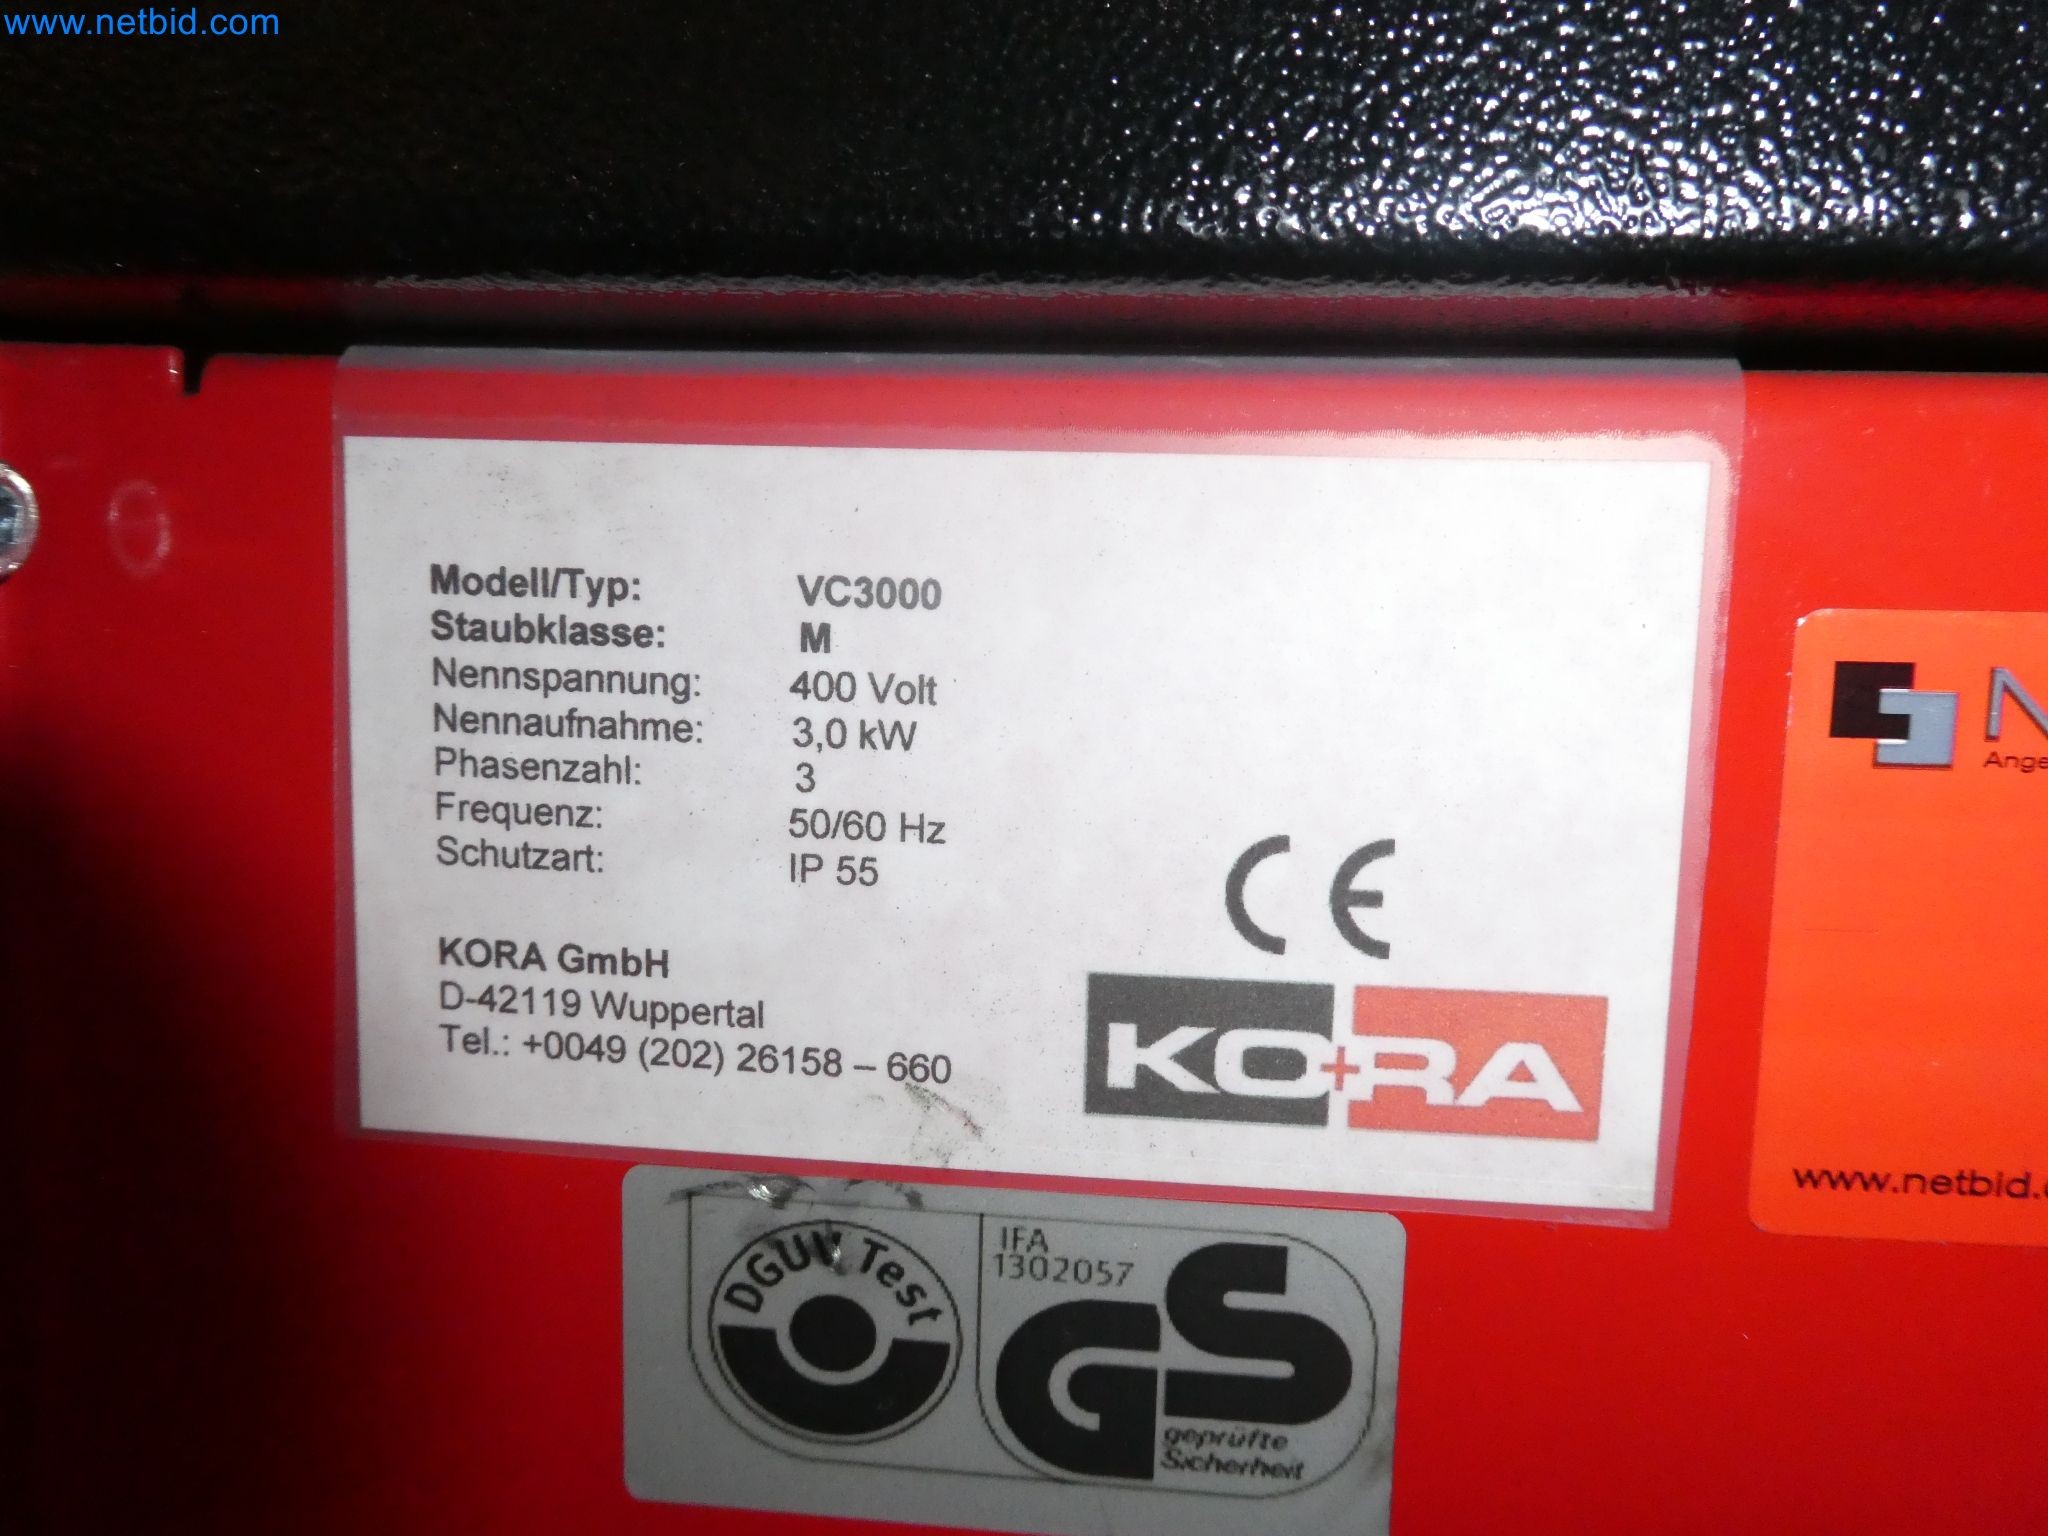 www.netbid.com
Modell/Typ: VC3000
Staubklasse: M
Nennspannung: 400 Volt
Nennaufnahme: 3,0 kW
Phasenzahl: 3
Frequenz: 50/60 Hz
Schutzart: IP 55
KORA GmbH
D-42119 Wuppertal
Tel.: +0049 (202) 26158 – 660
CE
KO+RA
DGUV Test
IFA
1302057
GS
geprüfte
Sicherheit
N
Ange
www.netbid.